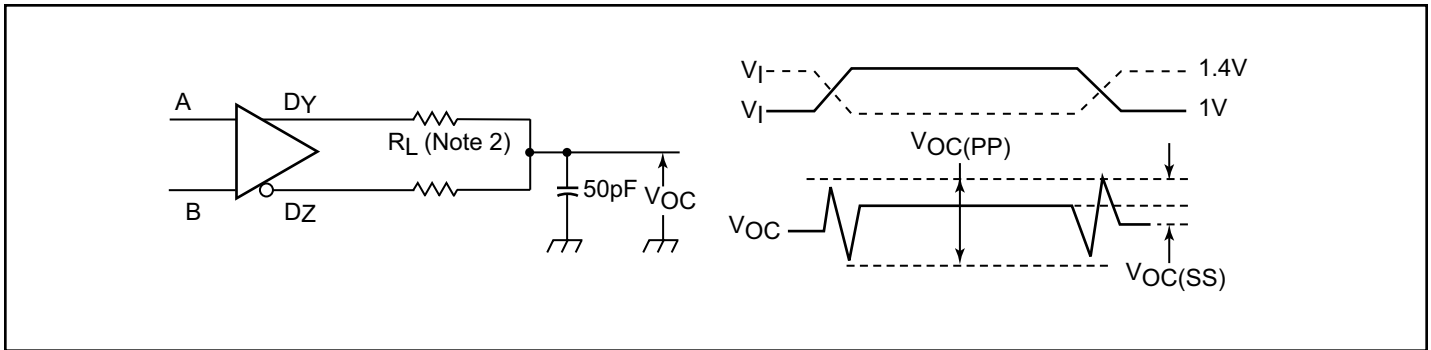 A
DY
RL (Note 2)
B
DZ
50pF
VOC
VI
1.4V
VI
1V
VOC(PP)
VOC
VOC(SS)